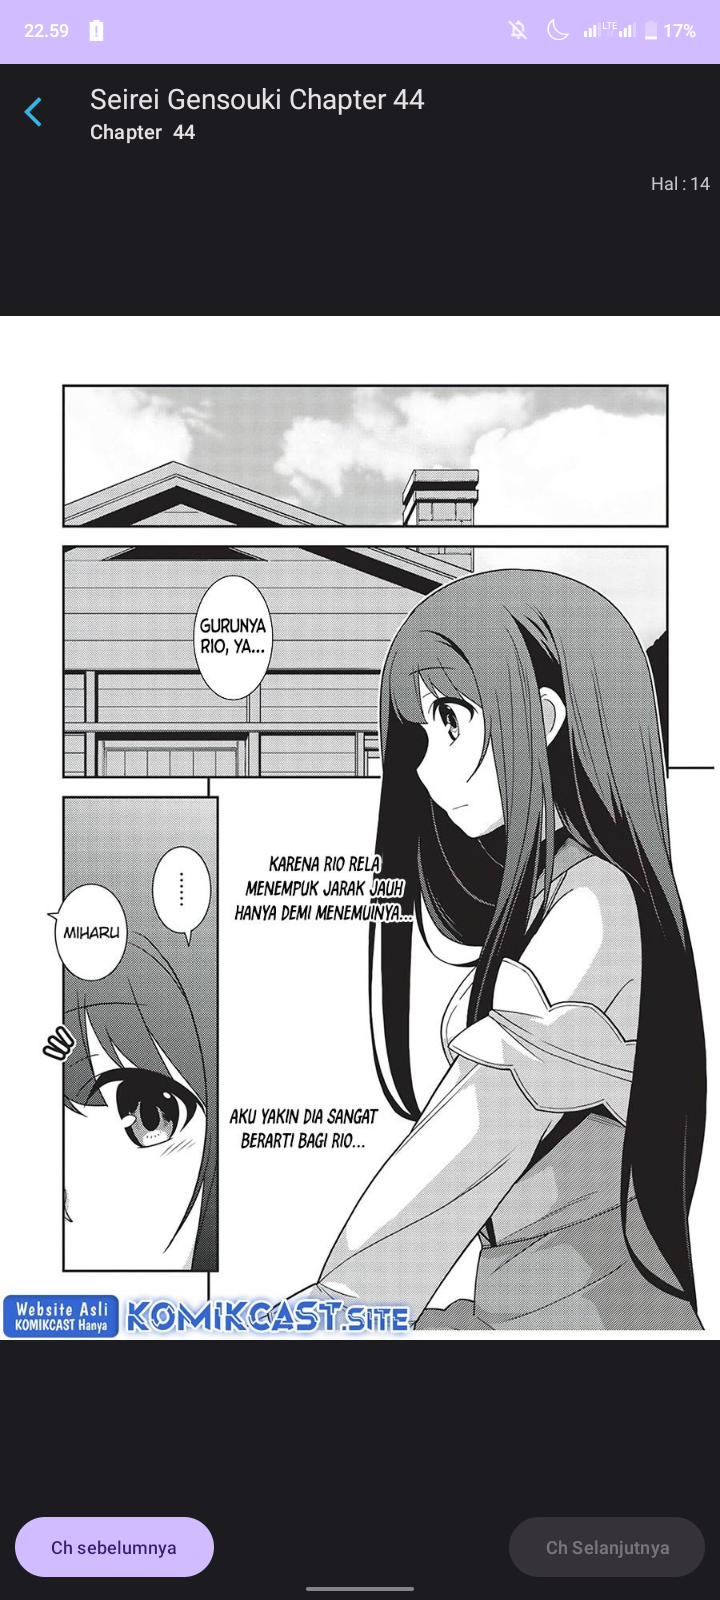 22.59
LTE
17%
Seirei Gensouki Chapter 44
Chapter 44
Hal : 14
GURUNYA
RIO, YA...
KARENA RIO RELA
MENEMPUK JARAK JAUH
HANYA DEMI MENEMUINYA...
.......
MIHARU
AKU YAKIN DIA SANGAT
BERARTI BAGI RIO...
Website Asli
KOMIKCAST Hanya
KOMIKCAST.SITE
Ch sebelumnya
Ch Selanjutnya